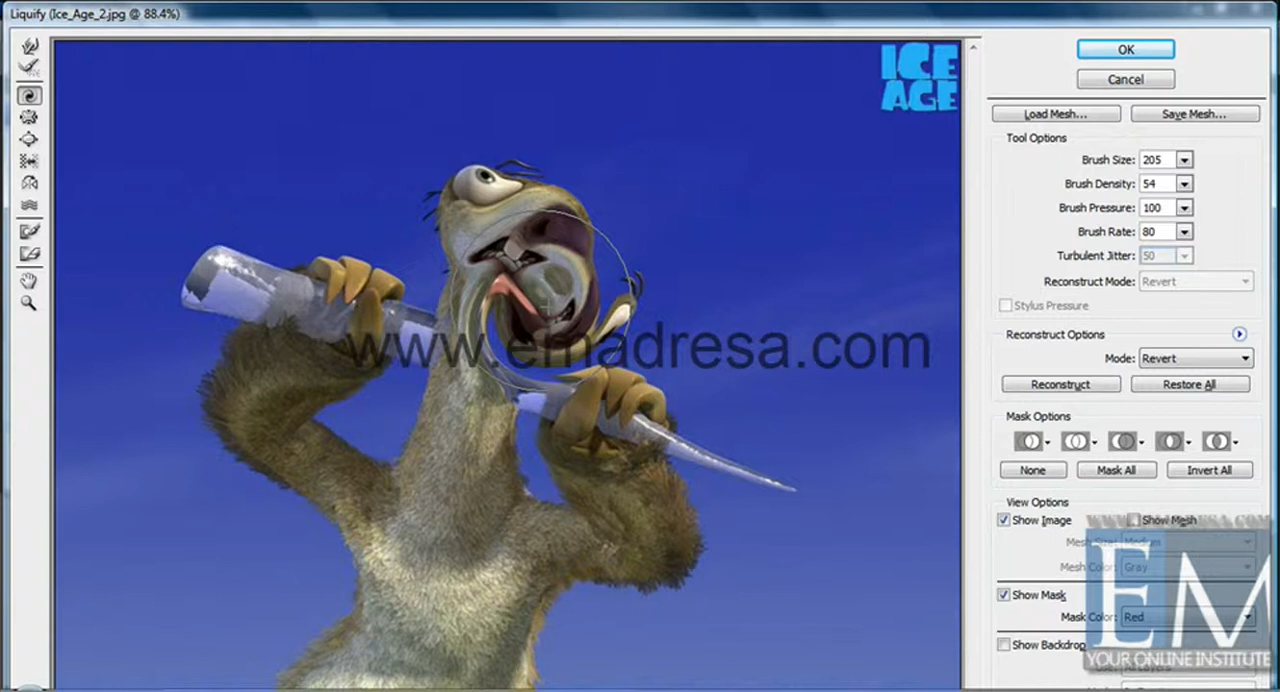 Liquify (Ice_Age_2.jpg @ 88.4%)
ICE
AGE
OK
Cancel
Load Mesh...
Save Mesh...
Tool Options
Brush Size: 205
Brush Density: 54
Brush Pressure: 100
Brush Rate: 80
Turbulent Jitter: 50
Reconstruct Mode: Revert
Stylus Pressure
Reconstruct Options
Mode: Revert
Reconstruct
Restore All
www.emadresa.com
Mask Options
None
Mask All
Invert All
View Options
Show Image
Show Mesh
Mesh Size: Medium
Mesh Color: Gray
Show Mask
Mask Color: Red
Show Backdrop
EM
YOUR ONLINE INSTITUTE